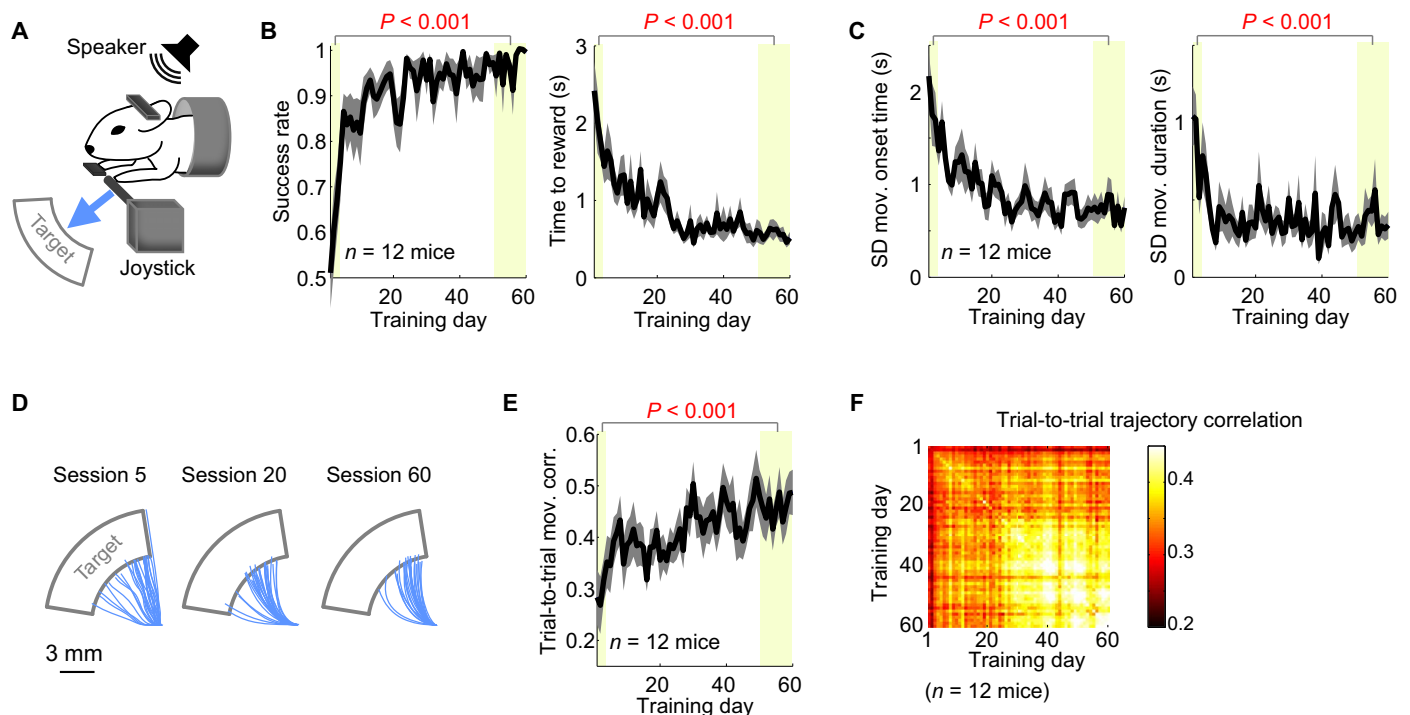 A
Speaker
Target
Joystick
B
P < 0.001
Success rate
1
0.9
0.8
0.7
0.6
0.5
n = 12 mice
20
40
60
Training day
P < 0.001
Time to reward (s)
3
2
1
0
20
40
60
Training day
C
P < 0.001
SD mov. onset time (s)
2
1
0
n = 12 mice
20
40
60
Training day
P < 0.001
SD mov. duration (s)
1
0
20
40
60
Training day
D
Session 5
Session 20
Session 60
Target
3 mm
E
P < 0.001
Trial-to-trial mov. corr.
0.6
0.5
0.4
0.3
0.2
n = 12 mice
20
40
60
Training day
F
Trial-to-trial trajectory correlation
Training day
1
20
40
60
1
20
40
60
Training day
(n = 12 mice)
0.4
0.3
0.2